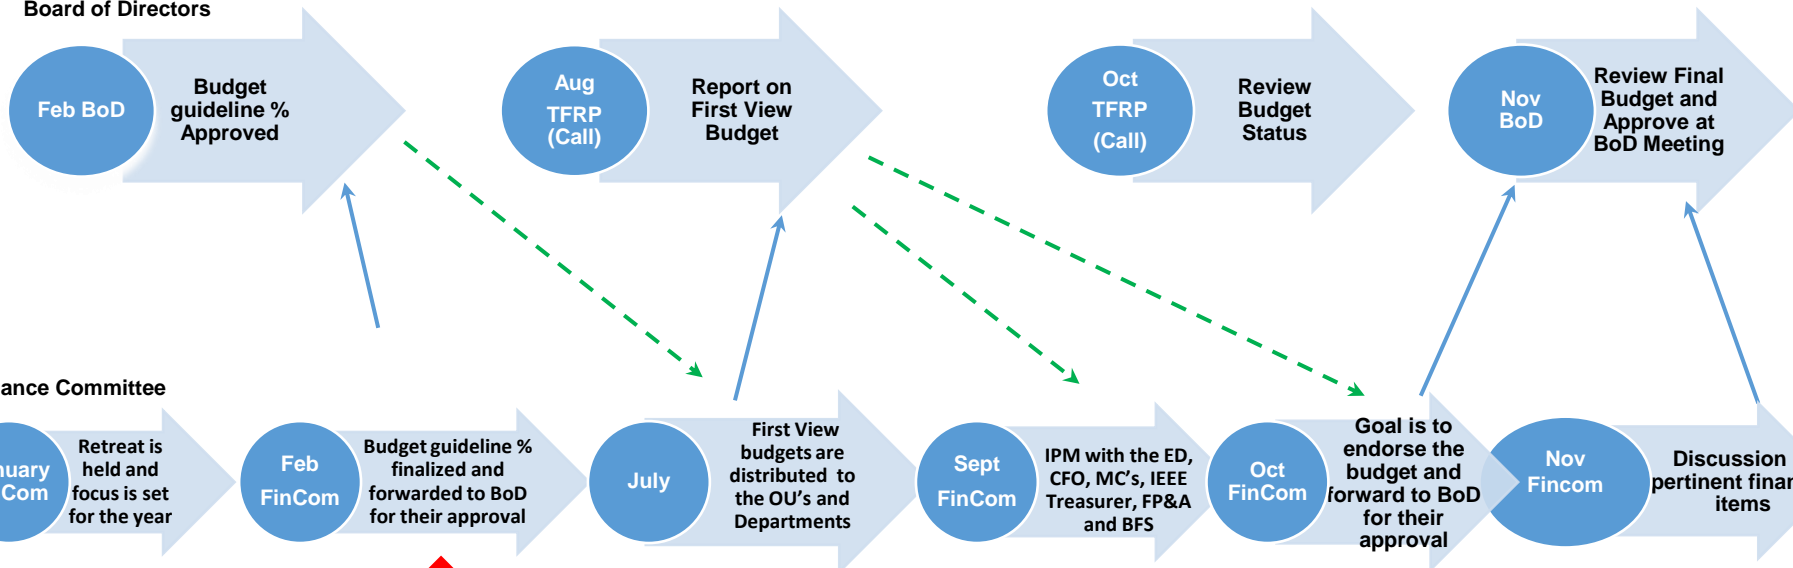 Board of Directors
Feb BoD
Budget
guideline %
Approved
Aug
TFRP
(Call)
Report on
First View
Budget
Oct
TFRP
(Call)
Review
Budget
Status
Nov
BoD
Review Final
Budget and
Approve at
BoD Meeting
ance Committee
nuary
Com
Retreat is
held and
focus is set
for the year
Feb
FinCom
Budget guideline %
finalized and
forwarded to BoD
for their approval
July
First View
budgets are
distributed to
the OU's and
Departments
Sept
FinCom
IPM with the ED,
CFO, MC's, IEEE
Treasurer, FP&A
and BFS
Oct
FinCom
Goal is to
endorse the
budget and
forward to BoD
for their
approval
Nov
Fincom
Discussion
pertinent finan
items